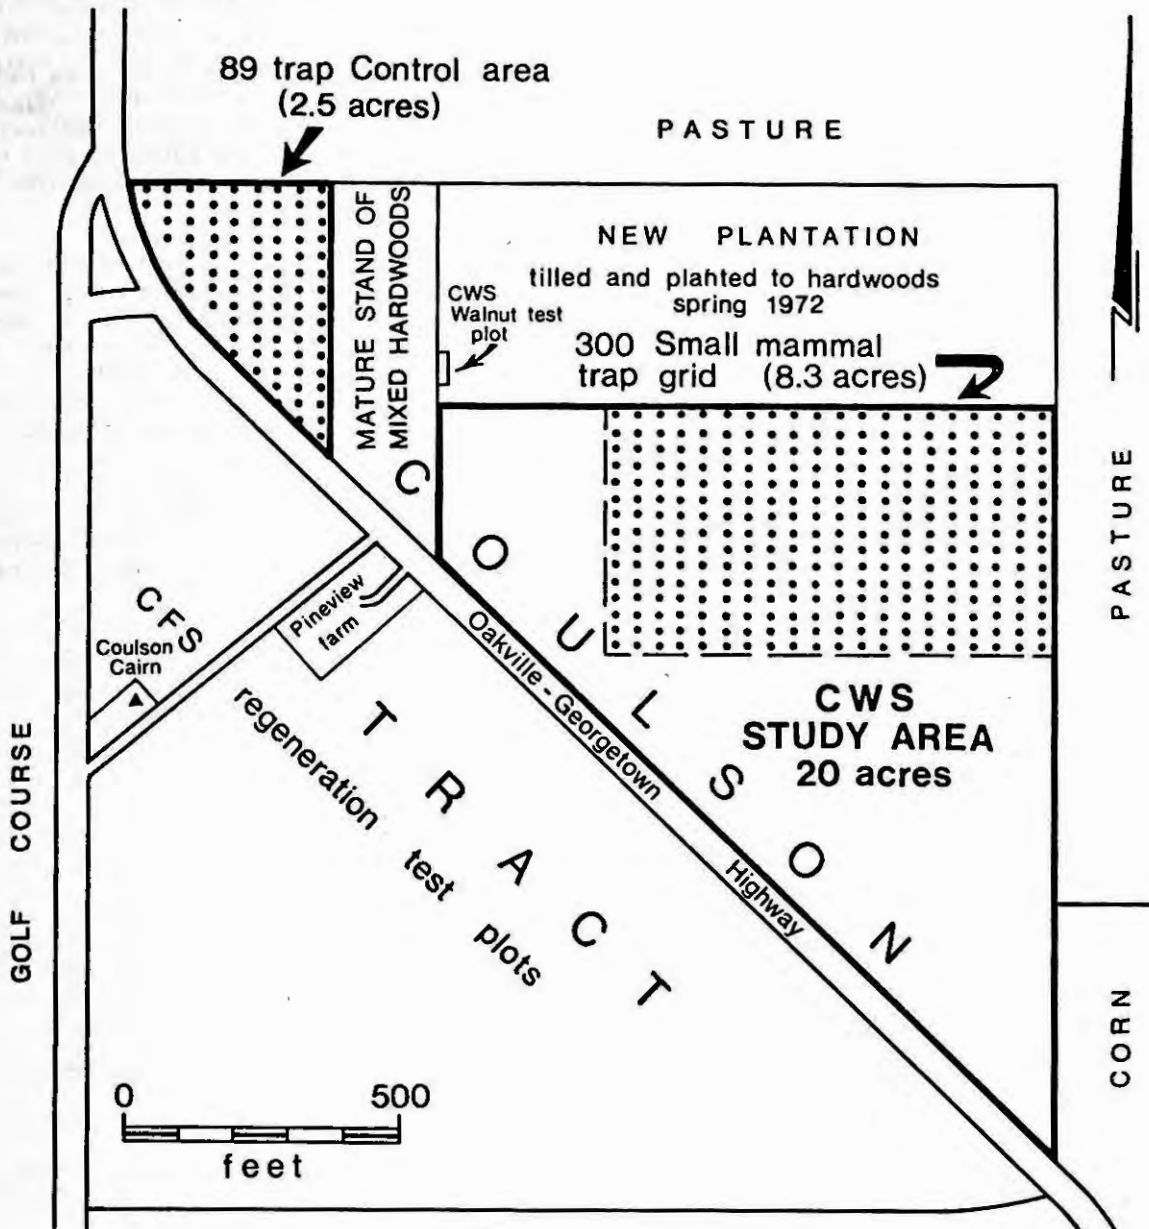 89 trap Control area
(2.5 acres)
PASTURE
MATURE STAND OF
MIXED HARDWOODS
NEW PLANTATION
tilled and planted to hardwoods
spring 1972
CWS
Walnut test
plot
300 Small mammal
trap grid (8.3 acres)
PASTURE
COULSON
TRACT
CFS
regeneration test plots
Coulson
Cairn
Pineview
farm
Oakville - Georgetown Highway
CWS
STUDY AREA
20 acres
GOLF COURSE
CORN
0 500
feet